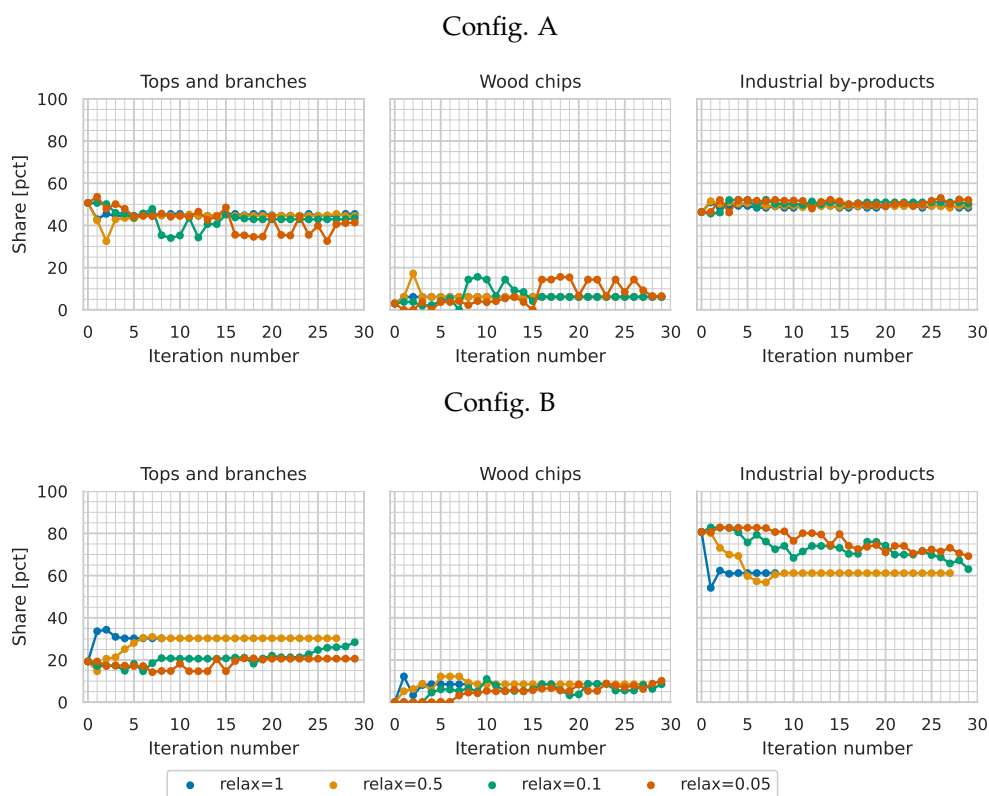 Config. A
Tops and branches Wood chips Industrial by-products
100
80
60
40
20
0
Share [pct]
0 5 10 15 20 25 30 0 5 10 15 20 25 30 0 5 10 15 20 25 30
Iteration number Iteration number Iteration number
Config. B
Tops and branches Wood chips Industrial by-products
100
80
60
40
20
0
Share [pct]
0 5 10 15 20 25 30 0 5 10 15 20 25 30 0 5 10 15 20 25 30
Iteration number Iteration number Iteration number
relax=1 relax=0.5 relax=0.1 relax=0.05